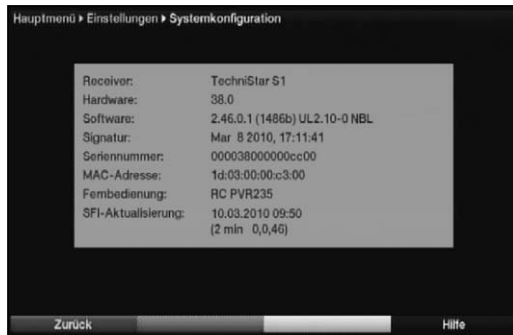 Hauptmenü ▸ Einstellungen ▸ Systemkonfiguration
Receiver: TechniStar S1
Hardware: 38.0
Software: 2.46.0.1 (1486b) UL2.10-0 NBL
Signatur: Mar 8 2010, 17:11:41
Seriennummer: 000038000000cc00
MAC-Adresse: 1d:03:00:00:c3:00
Fernbedienung: RC PVR235
SFI-Aktualisierung: 10.03.2010 09:50
(2 min 0,0,46)
Zurück Hilfe